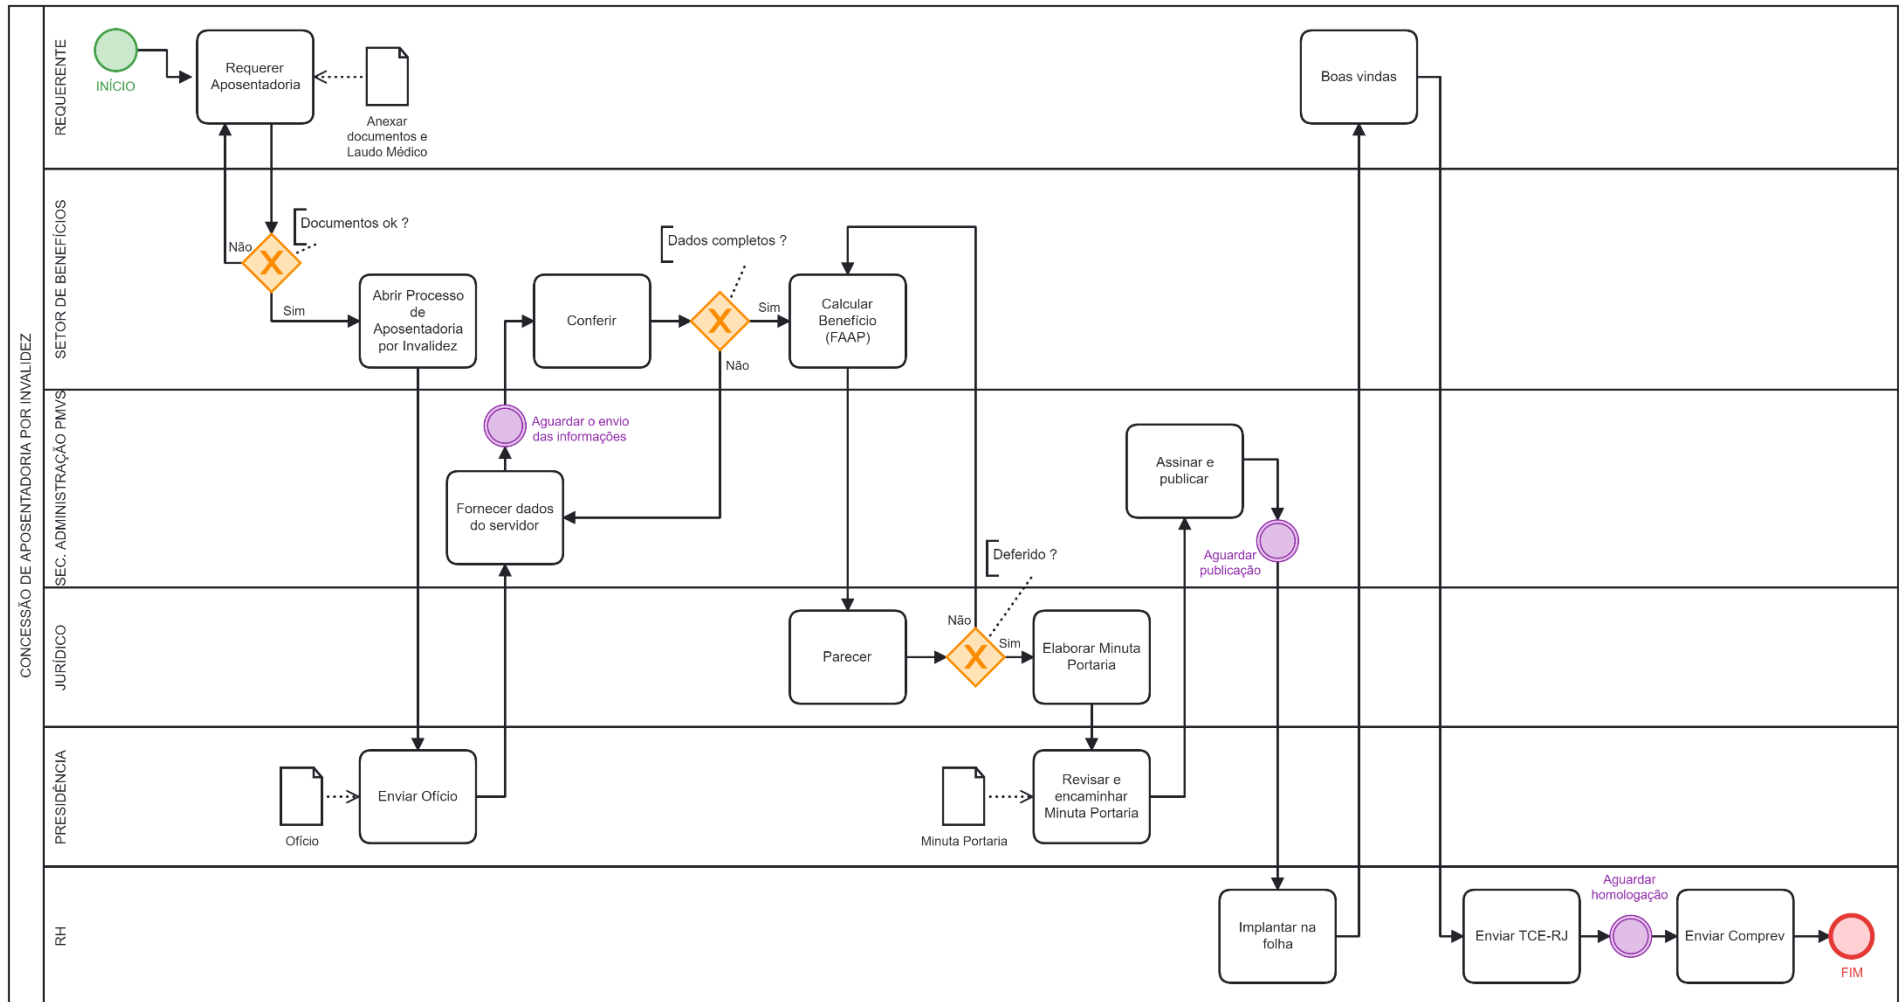 CONCESSÃO DE APOSENTADORIA POR INVALIDEZ
REQUERENTE
INÍCIO
Requerer
Aposentadoria
Anexar
documentos e
Laudo Médico
Boas vindas
SETOR DE BENEFÍCIOS
Documentos ok ?
Não
Sim
Abrir Processo
de
Aposentadoria
por Invalidez
Conferir
Dados completos ?
Sim
Não
Calcular
Benefício
(FAAP)
SEC. ADMINISTRAÇÃO PMVS
Aguardar o envio
das informações
Fornecer dados
do servidor
Assinar e
publicar
Aguardar
publicação
Deferido ?
JURÍDICO
Parecer
Não
Sim
Elaborar Minuta
Portaria
PRESIDÊNCIA
Ofício
Enviar Ofício
Minuta Portaria
Revisar e
encaminhar
Minuta Portaria
RH
Implantar na
folha
Enviar TCE-RJ
Aguardar
homologação
Enviar Comprev
FIM